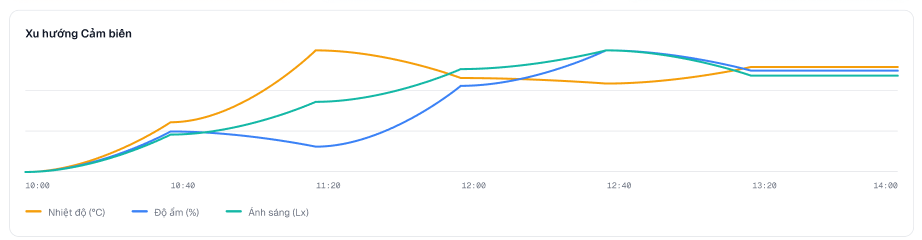 Xu hướng Cảm biến
10:00 10:40 11:20 12:00 12:40 13:20 14:00
Nhiệt độ (°C) Độ ẩm (%) Ánh sáng (Lx)